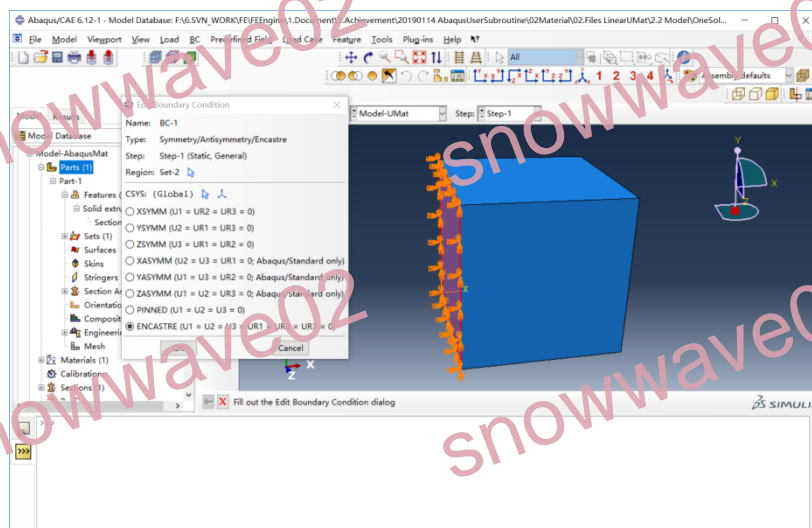 Abaqus/CAE 6.12-1 - Model Database: F:\6.SVN_WORK\FE\FEEngine\1.Document\ .Achievement\20190114 AbaqusUserSubroutine\02Material\02.Files LinearUMat\2.2 Model\OneSol...
File Model Viewport View Load BC Predefined Field Load Case Feature Tools Plug-ins Help
All
1 2 3 4 Assembly defaults
Model Results
Model-UMat Step: Step-1
Model Database
Model-AbaqusMat
Parts (1)
Part-1
Features (
Solid extru
Section
Sets (1)
Surfaces
Skins
Stringers
Section As
Orientatio
Composit
Engineeri
Mesh
Materials (1)
Calibration
Sections (1)
Edit Boundary Condition
Name: BC-1
Type: Symmetry/Antisymmetry/Encastre
Step: Step-1 (Static, General)
Region: Set-2
CSYS: (Global)
XSYMM (U1 = UR2 = UR3 = 0)
YSYMM (U2 = UR1 = UR3 = 0)
ZSYMM (U3 = UR1 = UR2 = 0)
XASYMM (U2 = U3 = UR1 = 0; Abaqus/Standard only)
YASYMM (U1 = U3 = UR2 = 0; Abaqus/Standard only)
ZASYMM (U1 = U2 = UR3 = 0; Abaqus/Standard only)
PINNED (U1 = U2 = U3 = 0)
ENCASTRE (U1 = U2 = U3 = UR1 = UR2 = UR3 = 0)
Cancel
Y
X
Z
X
Z
X
Fill out the Edit Boundary Condition dialog
SIMULI
>>>
>>>
snowwave02
snowwave02
snowwave02
snowwave02